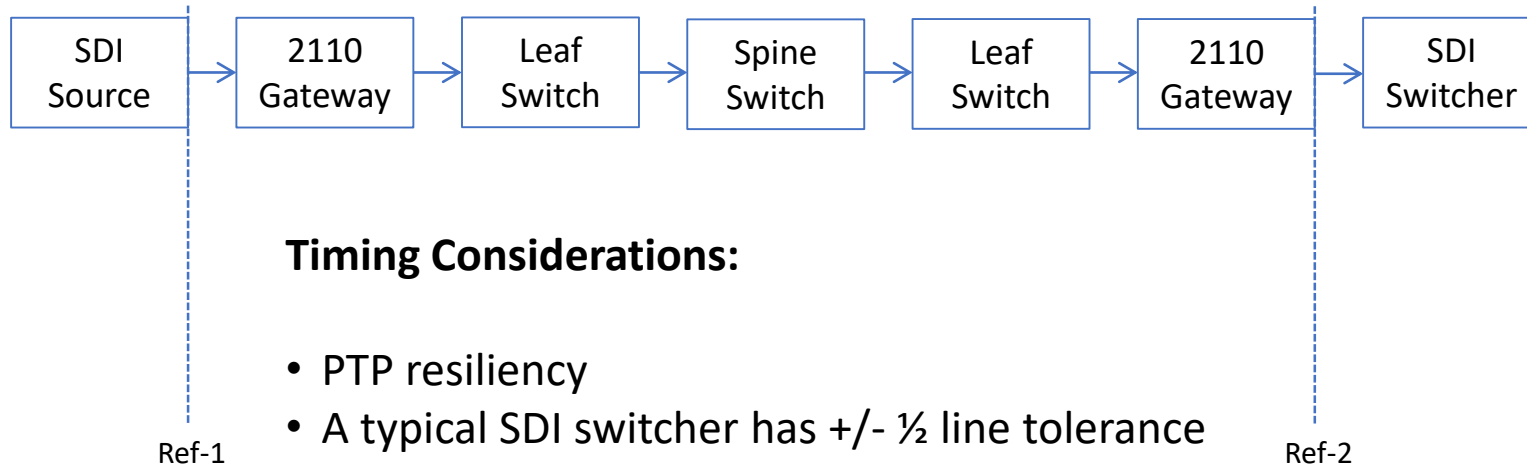 SDI
Source
2110
Gateway
Leaf
Switch
Spine
Switch
Leaf
Switch
2110
Gateway
SDI
Switcher
Timing Considerations:
• PTP resiliency
• A typical SDI switcher has +/- ½ line tolerance
Ref-1
Ref-2